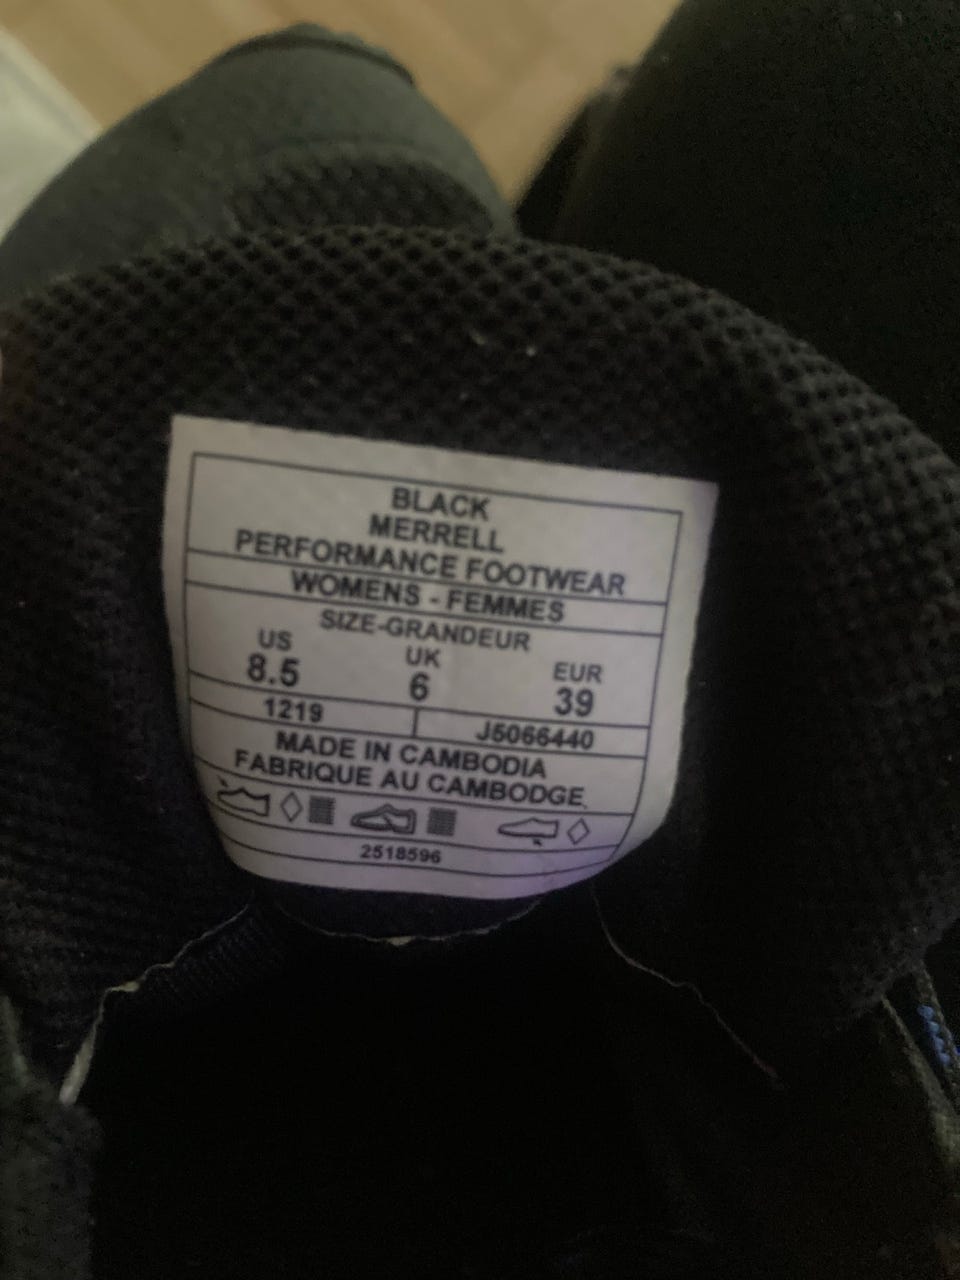 BLACK
MERRELL
PERFORMANCE FOOTWEAR
WOMENS - FEMMES
SIZE-GRANDEUR
US UK EUR
8.5 6 39
1219 J5066440
MADE IN CAMBODIA
FABRIQUE AU CAMBODGE
2518596